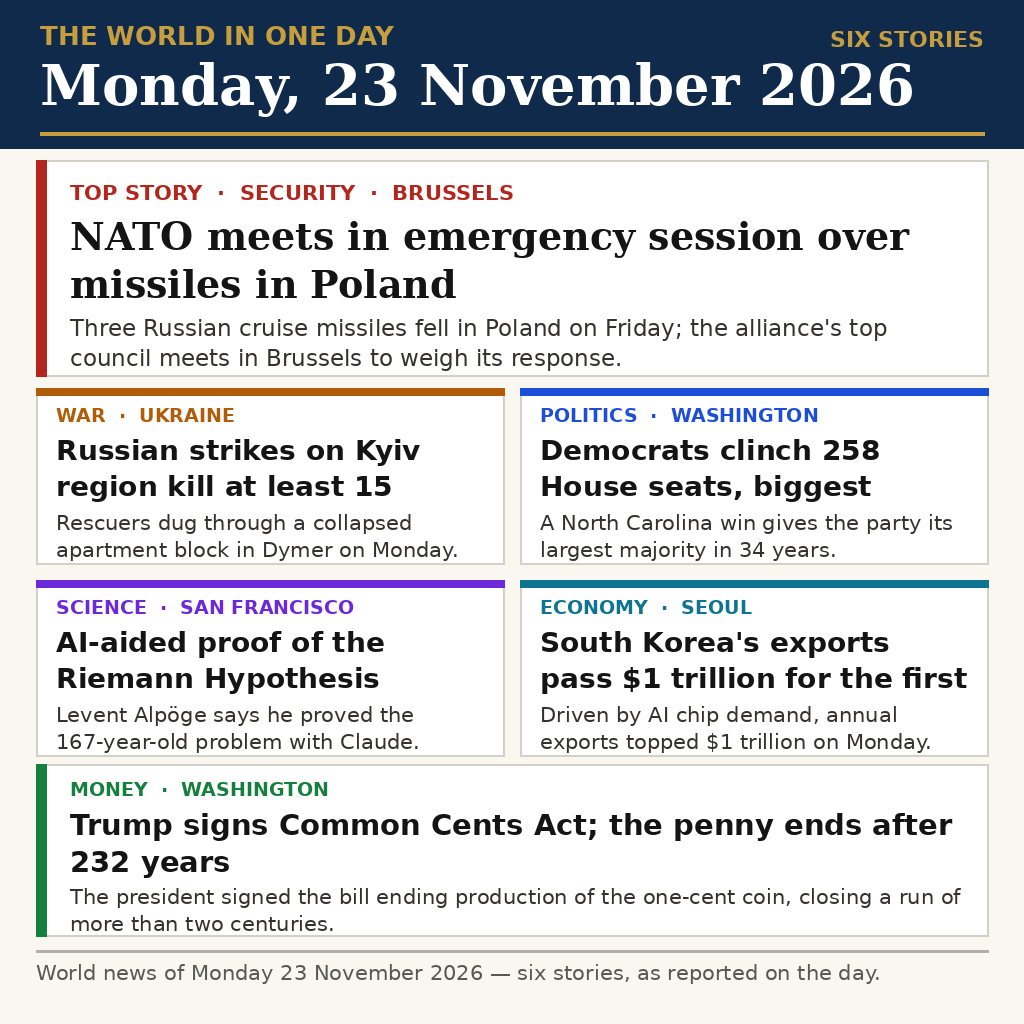 THE WORLD IN ONE DAY
SIX STORIES
Monday, 23 November 2026
TOP STORY · SECURITY · BRUSSELS
NATO meets in emergency session over
missiles in Poland
Three Russian cruise missiles fell in Poland on Friday; the alliance's top
council meets in Brussels to weigh its response.
WAR · UKRAINE
Russian strikes on Kyiv
region kill at least 15
Rescuers dug through a collapsed
apartment block in Dymer on Monday.
POLITICS · WASHINGTON
Democrats clinch 258
House seats, biggest
A North Carolina win gives the party its
largest majority in 34 years.
SCIENCE · SAN FRANCISCO
AI-aided proof of the
Riemann Hypothesis
Levent Alpöge says he proved the
167-year-old problem with Claude.
ECONOMY · SEOUL
South Korea's exports
pass $1 trillion for the first
Driven by AI chip demand, annual
exports topped $1 trillion on Monday.
MONEY · WASHINGTON
Trump signs Common Cents Act; the penny ends after
232 years
The president signed the bill ending production of the one-cent coin, closing a run of
more than two centuries.
World news of Monday 23 November 2026 — six stories, as reported on the day.